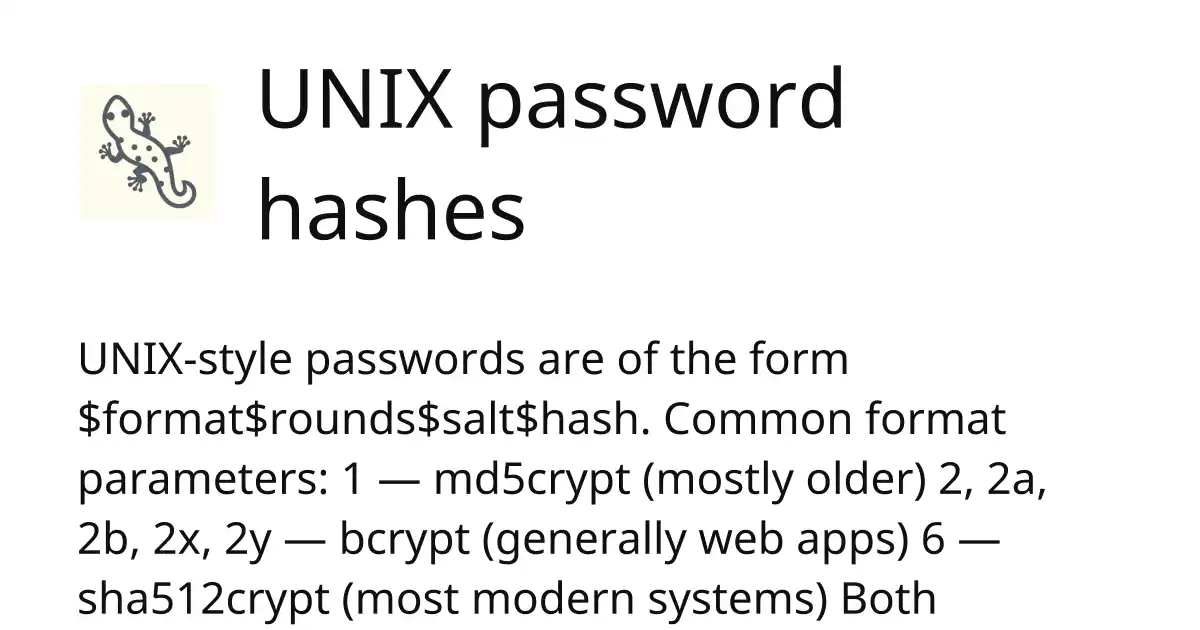 UNIX password
hashes
UNIX-style passwords are of the form
$format$rounds$salt$hash. Common format
parameters: 1 — md5crypt (mostly older) 2, 2a,
2b, 2x, 2y — bcrypt (generally web apps) 6 —
sha512crypt (most modern systems) Both